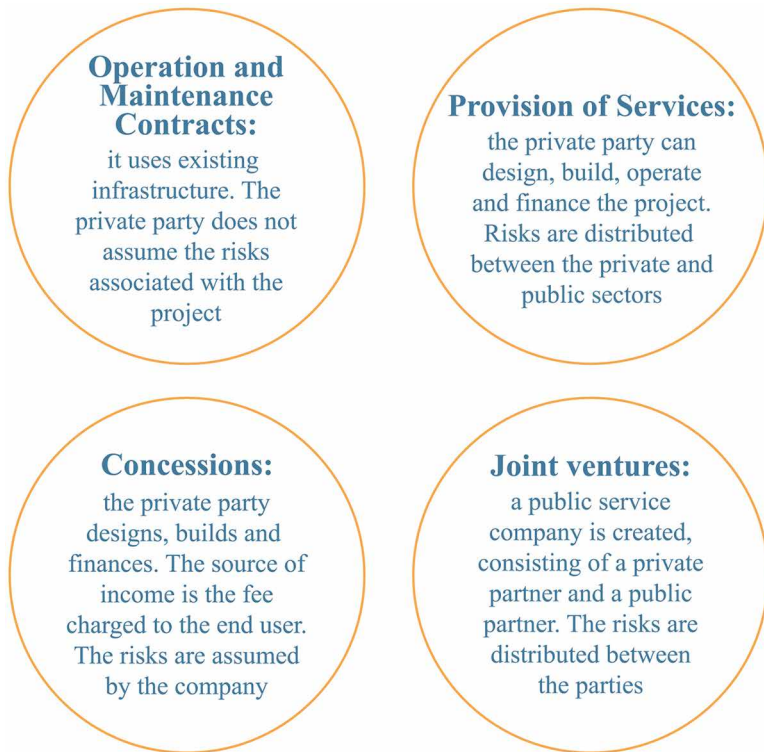 Operation and
Maintenance
Contracts:
it uses existing
infrastructure. The
private party does not
assume the risks
associated with the
project
Provision of Services:
the private party can
design, build, operate
and finance the project.
Risks are distributed
between the private and
public sectors
Concessions:
the private party
designs, builds and
finances. The source of
income is the fee
charged to the end user.
The risks are assumed
by the company
Joint ventures:
a public service
company is created,
consisting of a private
partner and a public
partner. The risks are
distributed between
the parties